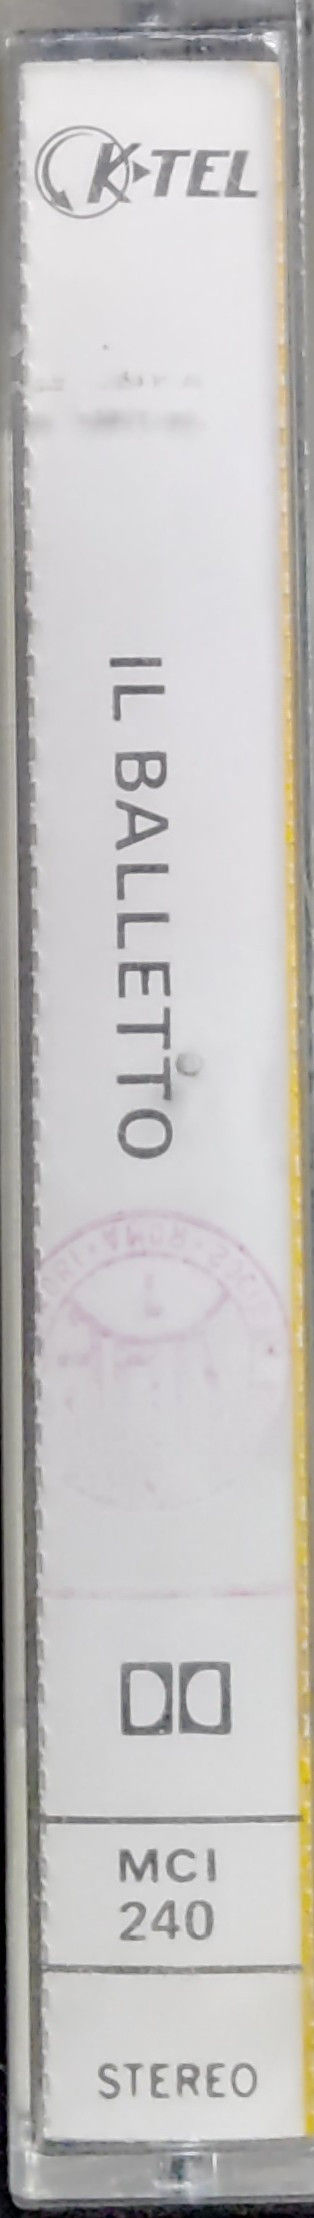 K-TEL
IL BALLETTO
MCI
240
STEREO